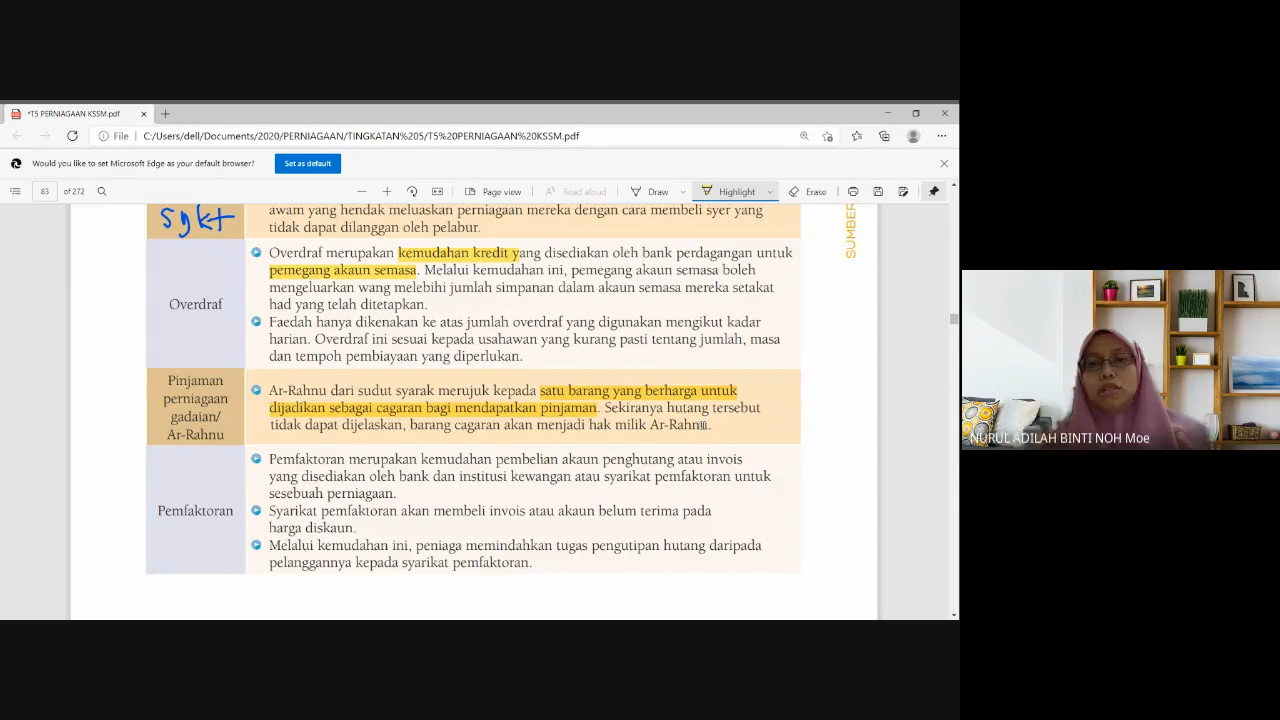 *T5 PERNIAGAAN KSSM.pdf
File
C:/Users/dell/Documents/2020/PERNIAGAAN/TINGKATAN%205/T5%20PERNIAGAAN%20KSSM.pdf
Would you like to set Microsoft Edge as your default browser?
Set as default
83
of 272
Page view
Read aloud
Draw
Highlight
Erase
sykt
awam yang hendak meluaskan perniagaan mereka dengan cara membeli syer yang
tidak dapat dilanggan oleh pelabur.
SUMBER
Overdraf
Overdraf merupakan kemudahan kredit yang disediakan oleh bank perdagangan untuk
pemegang akaun semasa. Melalui kemudahan ini, pemegang akaun semasa boleh
mengeluarkan wang melebihi jumlah simpanan dalam akaun semasa mereka setakat
had yang telah ditetapkan.
Faedah hanya dikenakan ke atas jumlah overdraf yang digunakan mengikut kadar
harian. Overdraf ini sesuai kepada usahawan yang kurang pasti tentang jumlah, masa
dan tempoh pembiayaan yang diperlukan.
Pinjaman
perniagaan
gadaian/
Ar-Rahnu
Ar-Rahnu dari sudut syarak merujuk kepada satu barang yang berharga untuk
dijadikan sebagai cagaran bagi mendapatkan pinjaman. Sekiranya hutang tersebut
tidak dapat dijelaskan, barang cagaran akan menjadi hak milik Ar-Rahnu.
Pemfaktoran
Pemfaktoran merupakan kemudahan pembelian akaun penghutang atau invois
yang disediakan oleh bank dan institusi kewangan atau syarikat pemfaktoran untuk
sesebuah perniagaan.
Syarikat pemfaktoran akan membeli invois atau akaun belum terima pada
harga diskaun.
Melalui kemudahan ini, peniaga memindahkan tugas pengutipan hutang daripada
pelanggannya kepada syarikat pemfaktoran.
NURUL ADILAH BINTI NOH Moe